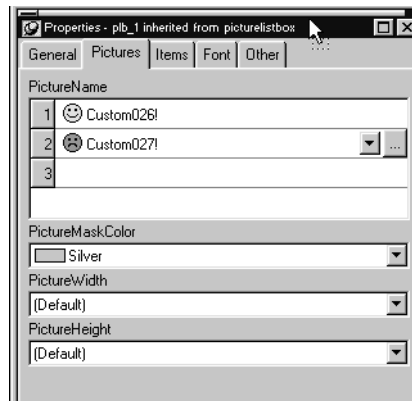 Properties - plb_1 inherited from picturelistbox
General Pictures Items Font Other
PictureName
1 Custom026!
2 Custom027! ...
3
PictureMaskColor
Silver
PictureWidth
(Default)
PictureHeight
(Default)